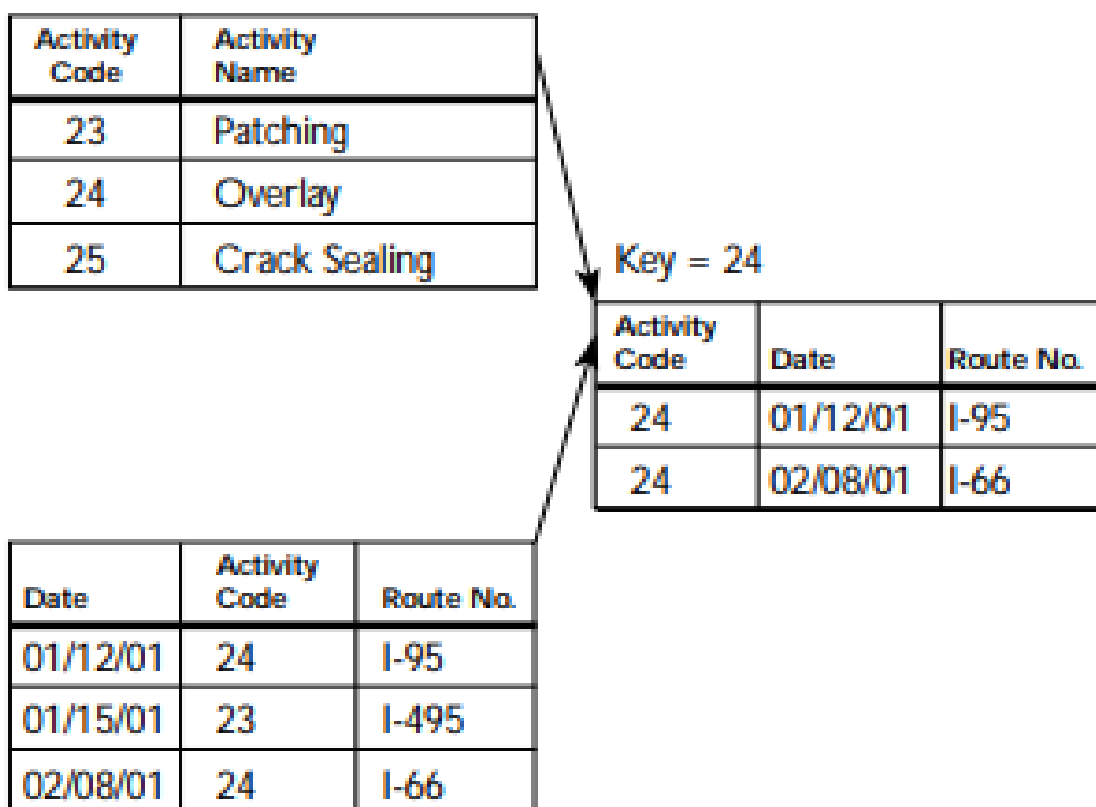 Activity Code Activity Name
23 Patching
24 Overlay
25 Crack Sealing
Key = 24
Activity Code Date Route No.
24 01/12/01 I-95
24 02/08/01 I-66
Date Activity Code Route No.
01/12/01 24 I-95
01/15/01 23 I-495
02/08/01 24 I-66